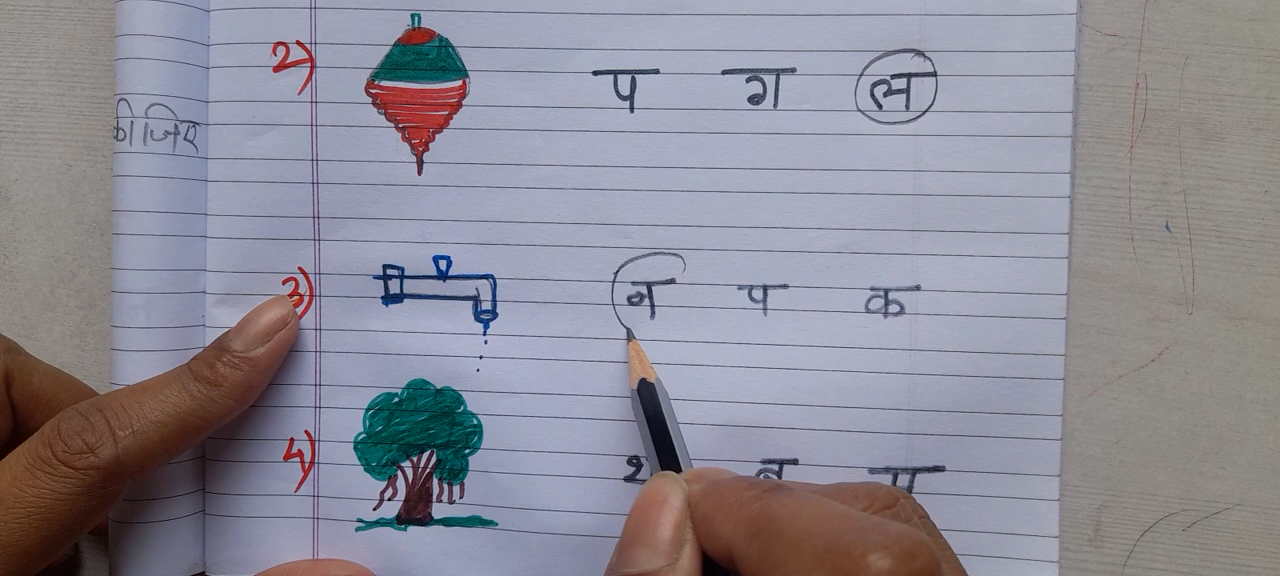 2) प ग ल
कीजिए
3) न प क
4) थ ब प